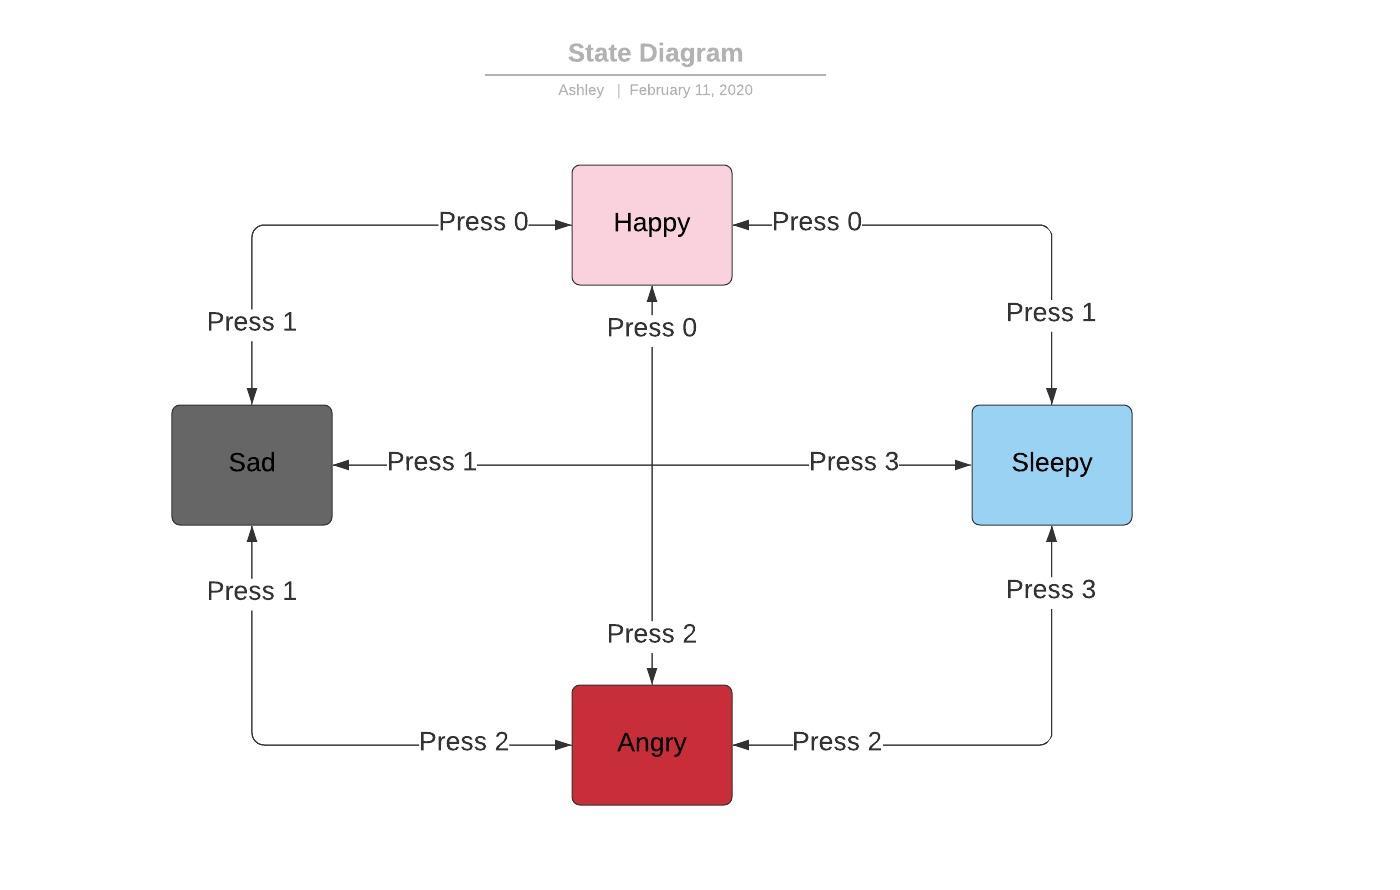 State Diagram
Ashley | February 11, 2020
Press 0
Happy
Press 0
Press 1
Press 0
Press 1
Sad
Press 1
Press 3
Sleepy
Press 1
Press 3
Press 2
Press 2
Angry
Press 2